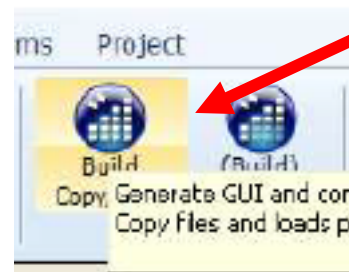 ms Project
Build (Build)
Copy,
Generate GUI and cor
Copy files and loads p